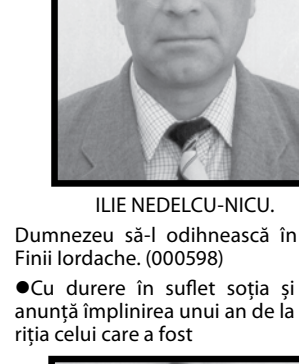 ILIE NEDELCU-NICU.
Dumnezeu să-l odihnească în
Finii Iordache. (000598)
●Cu durere în suflet soția și
anunță împlinirea unui an de la
riția celui care a fost